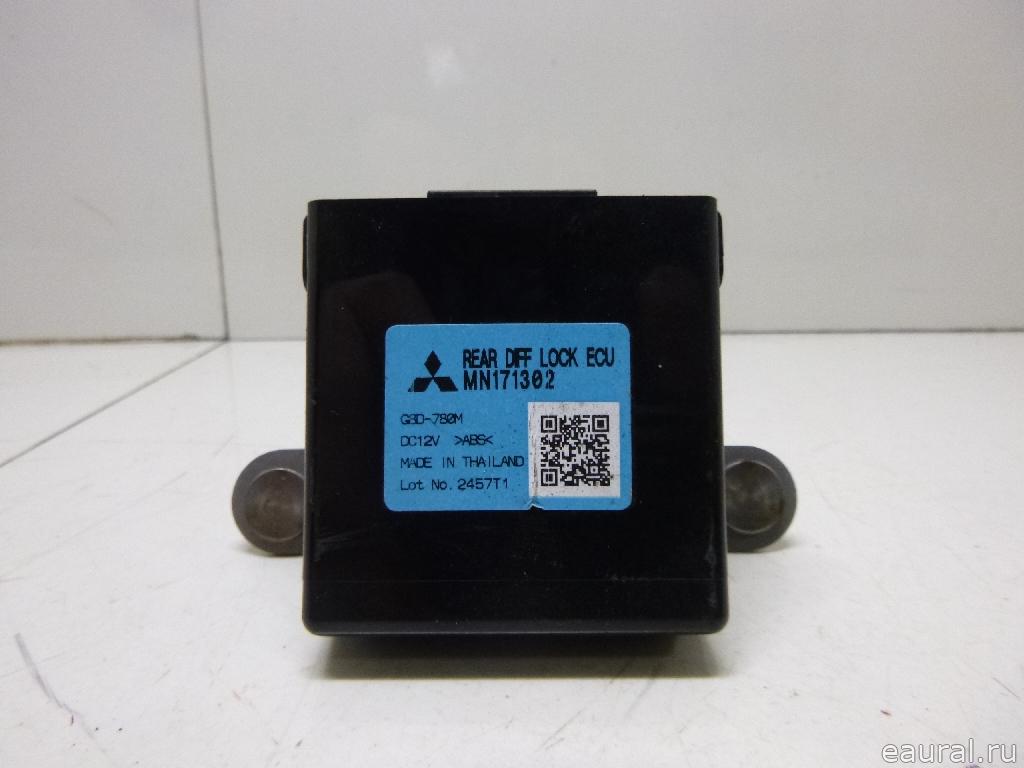 REAR DIFF LOCK ECU
MN171302
G3D-780M
DC12V >ABS<
MADE IN THAILAND
Lot No. 2457T1
eaural.ru